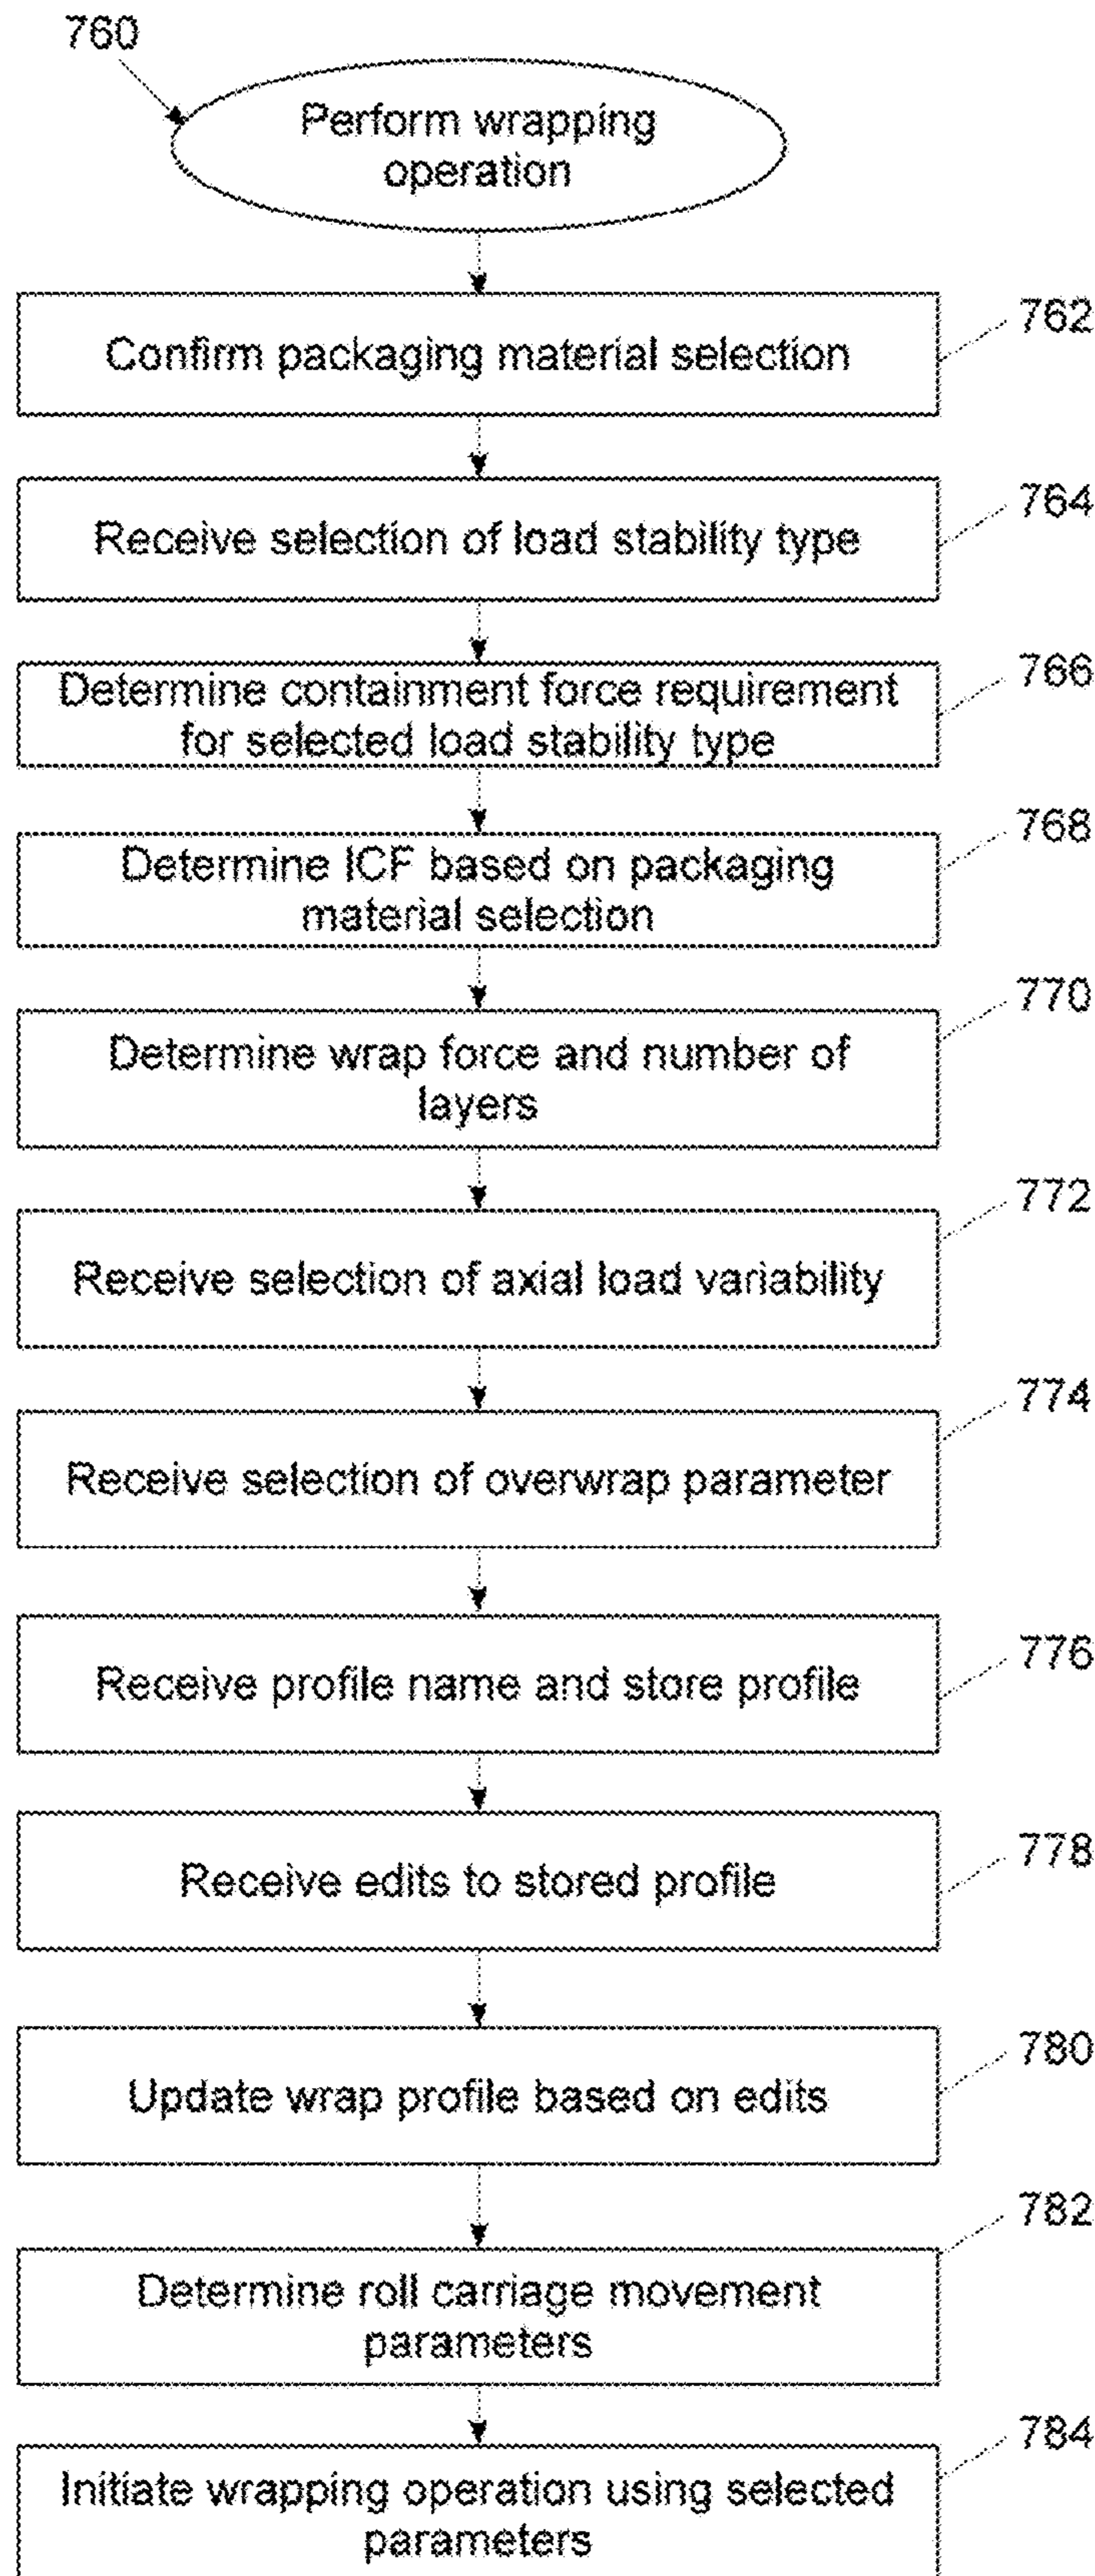 760
Perform wrapping
operation
Confirm packaging material selection
762
Receive selection of load stability type
764
Determine containment force requirement
for selected load stability type
766
Determine ICF based on packaging
material selection
768
Determine wrap force and number of
layers
770
Receive selection of axial load variability
772
Receive selection of overwrap parameter
774
Receive profile name and store profile
776
Receive edits to stored profile
778
Update wrap profile based on edits
780
Determine roll carriage movement
parameters
782
Initiate wrapping operation using selected
parameters
784